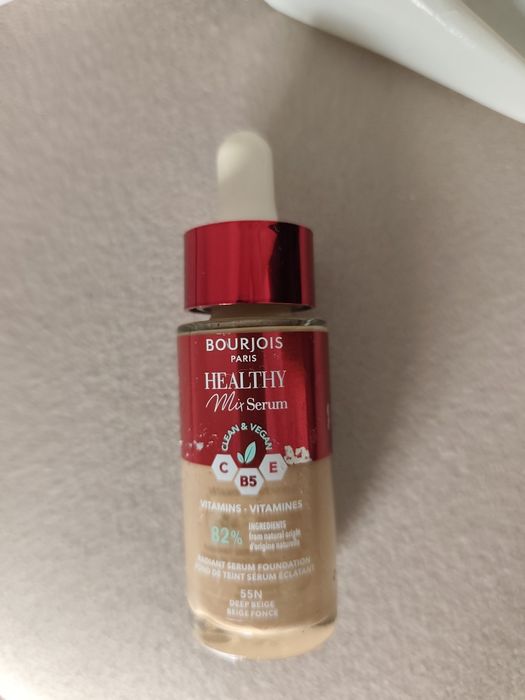 BOURJOIS
PARIS
HEALTHY
Mix Serum
CLEAN & VEGAN
C B5 E
VITAMINS - VITAMINES
82% INGREDIENTS
from natural origin
d'origine naturelle
RADIANT SERUM FOUNDATION
FOND DE TEINT SÉRUM ÉCLATANT
55N
DEEP BEIGE
BEIGE FONCÉ